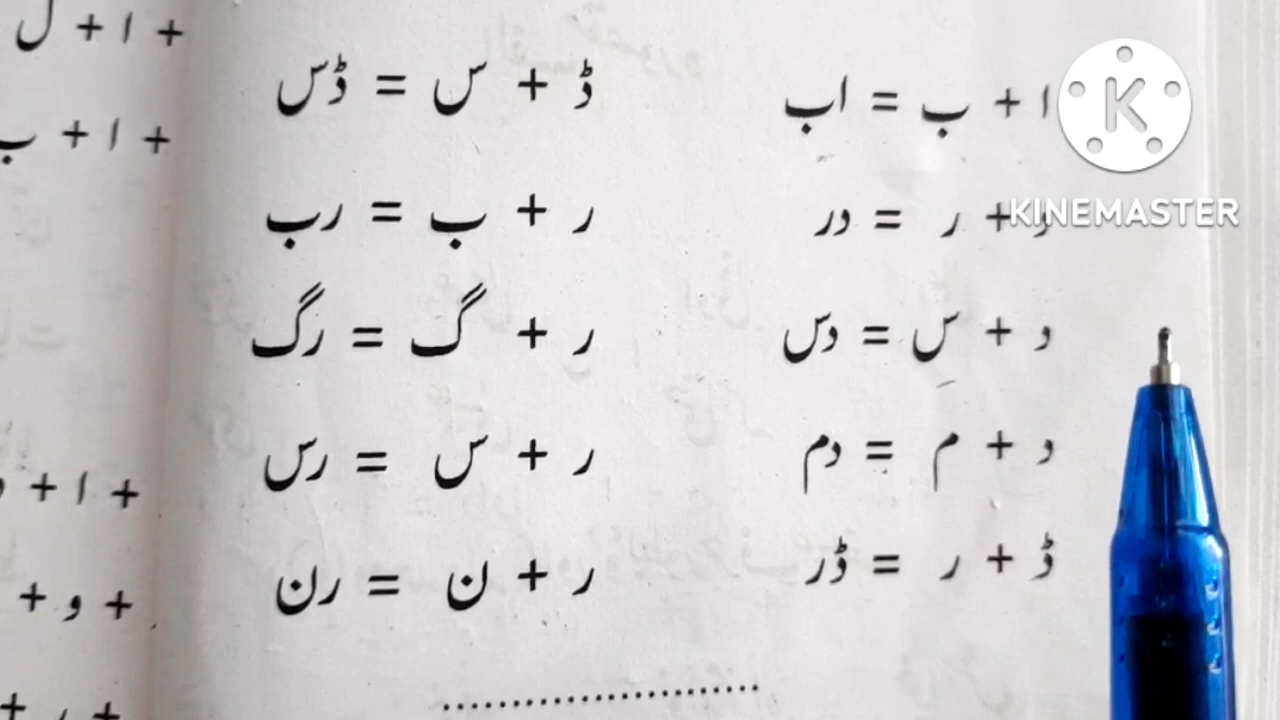 ا + ب = اب
د + ر = در
د + س = دس
د + م = دم
ڈ + ر = ڈر
ڈ + س = ڈس
ر + ب = رب
ر + گ = رگ
ر + س = رس
ر + ن = رن
+ ا + ل
+ ا + ب
+ ا +
+ و +
KINEMASTER